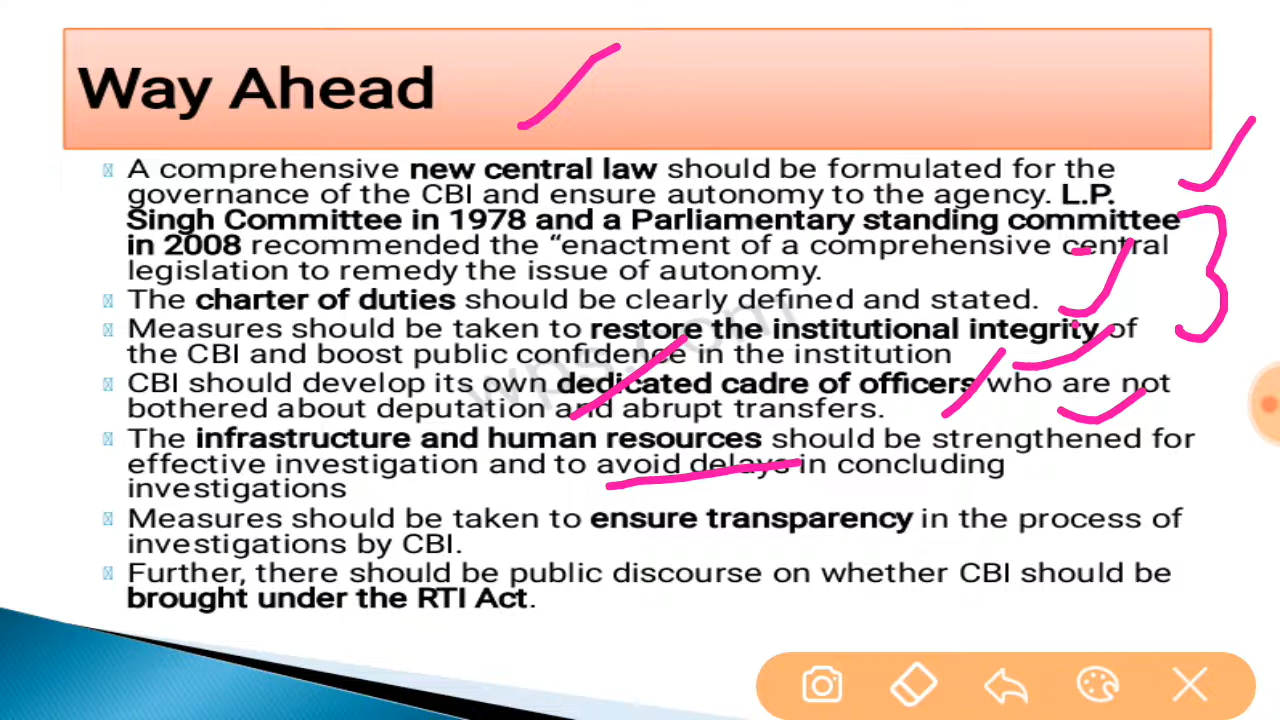 Way Ahead
A comprehensive new central law should be formulated for the
governance of the CBI and ensure autonomy to the agency. L.P.
Singh Committee in 1978 and a Parliamentary standing committee
in 2008 recommended the “enactment of a comprehensive central
legislation to remedy the issue of autonomy.
The charter of duties should be clearly defined and stated.
Measures should be taken to restore the institutional integrity of
the CBI and boost public confidence in the institution
CBI should develop its own dedicated cadre of officers who are not
bothered about deputation and abrupt transfers.
The infrastructure and human resources should be strengthened for
effective investigation and to avoid delays in concluding
investigations
Measures should be taken to ensure transparency in the process of
investigations by CBI.
Further, there should be public discourse on whether CBI should be
brought under the RTI Act.